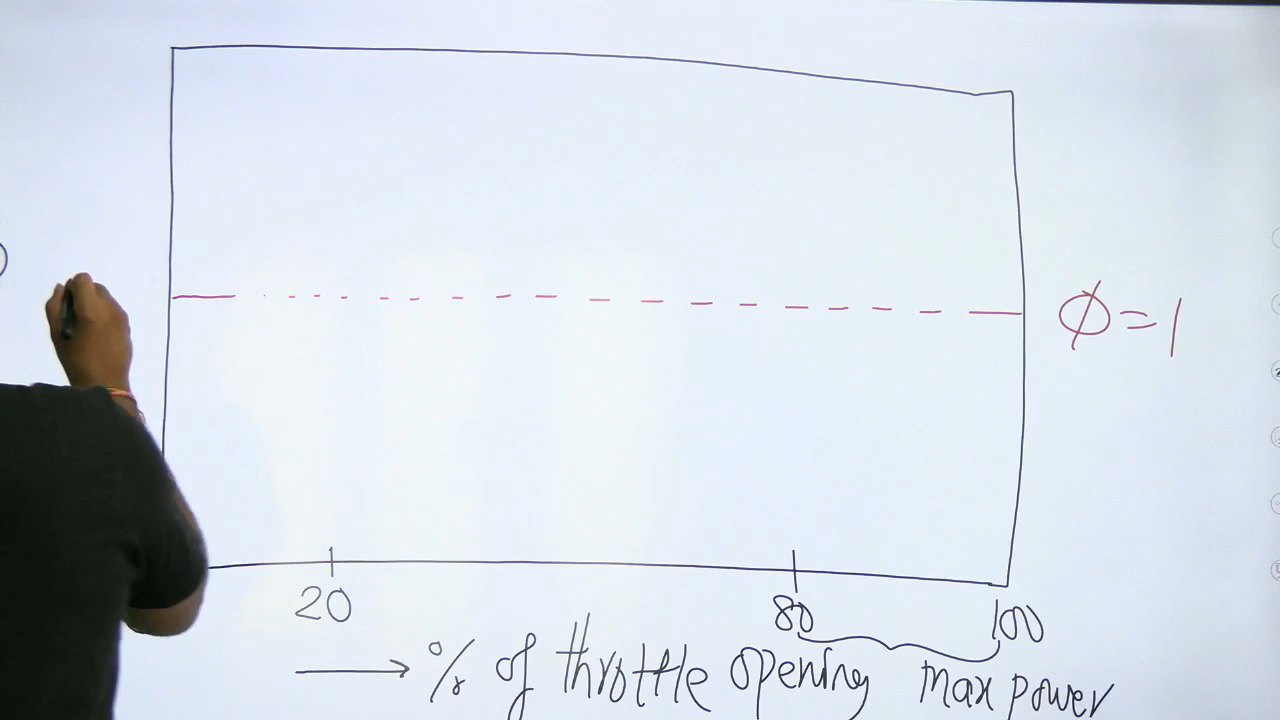 ϕ=1
20 80 100
→ % of throttle opening max power